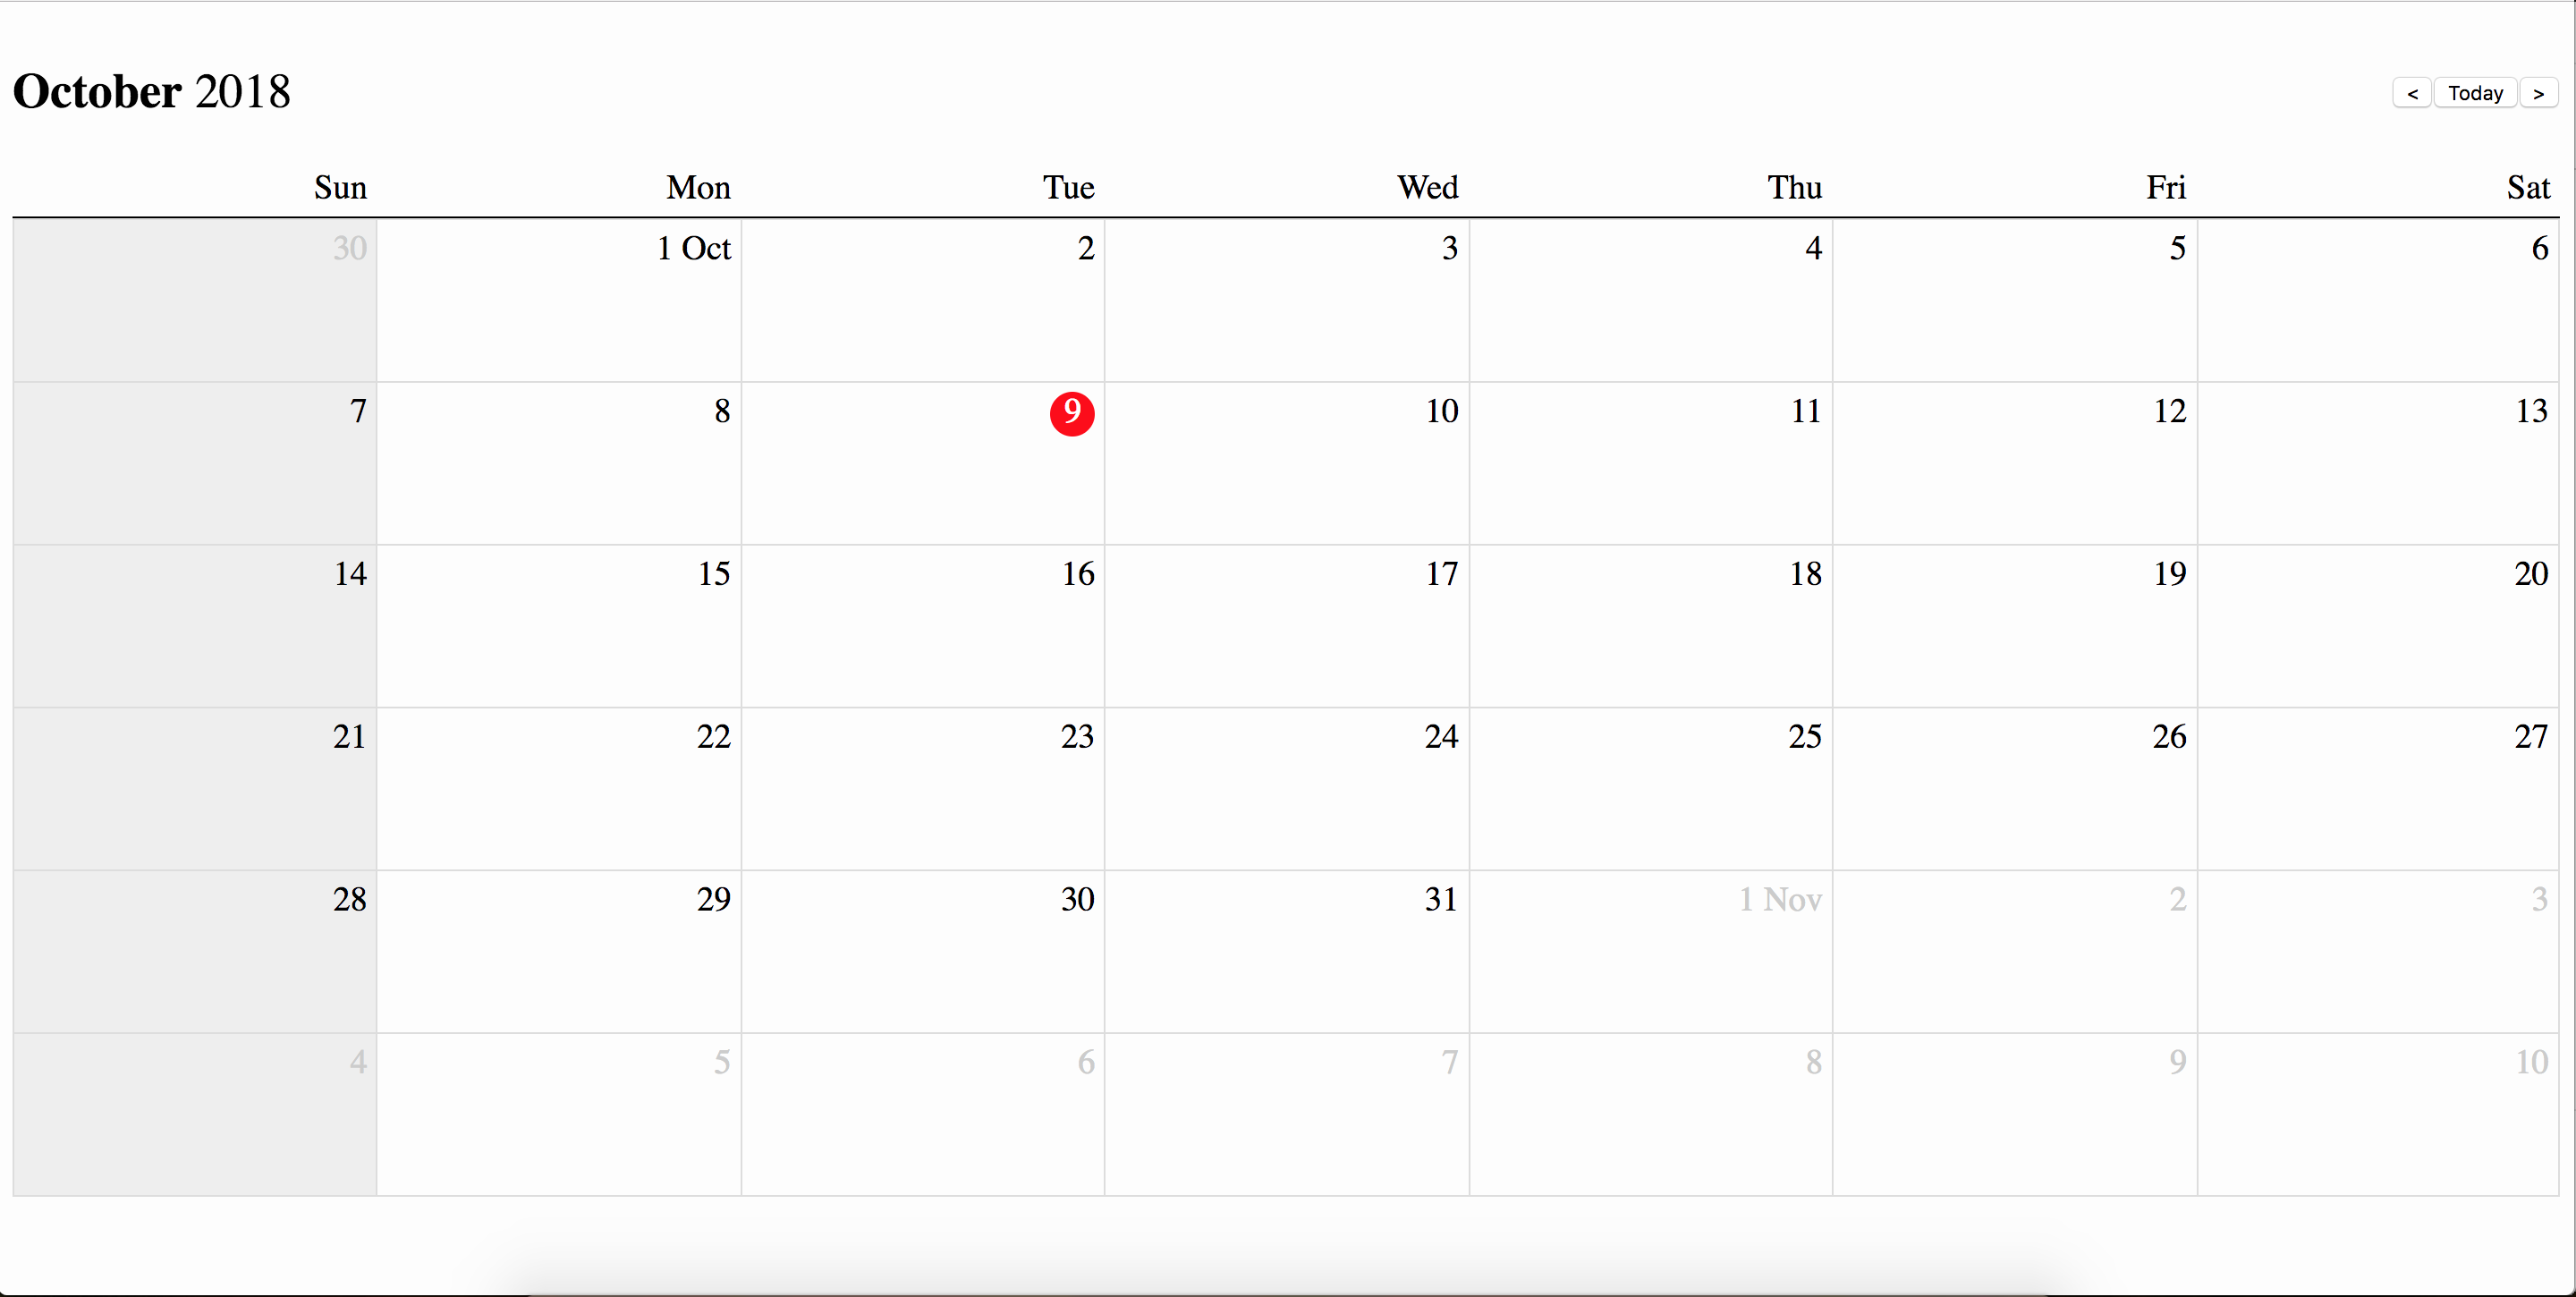 October 2018
< Today >
Sun Mon Tue Wed Thu Fri Sat
30 1 Oct 2 3 4 5 6
7 8 9 10 11 12 13
14 15 16 17 18 19 20
21 22 23 24 25 26 27
28 29 30 31 1 Nov 2 3
4 5 6 7 8 9 10